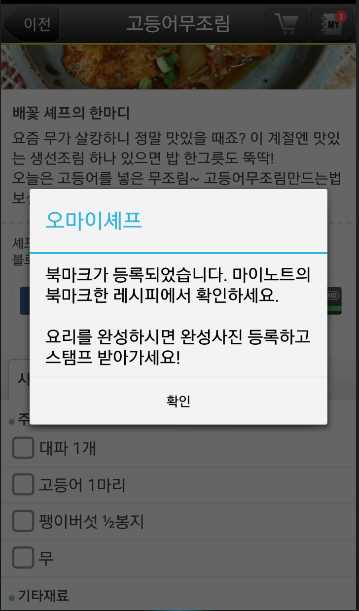 이전
고등어무조림
MY
1
배꽃 셰프의 한마디
요즘 무가 살캉하니 정말 맛있을 때죠? 이 계절엔 맛있
는 생선조림 하나 있으면 밥 한그릇도 뚝딱!
오늘은 고등어를 넣은 무조림~ 고등어무조림만드는법
오마이셰프
북마크가 등록되었습니다. 마이노트의
북마크한 레시피에서 확인하세요.
요리를 완성하시면 완성사진 등록하고
스탬프 받아가세요!
확인
대파 1개
고등어 1마리
팽이버섯 ½봉지
무
기타재료